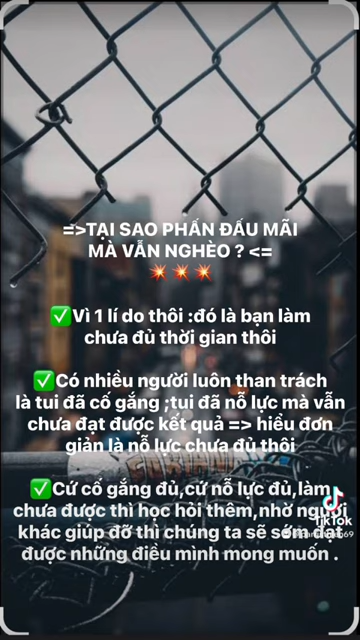 =>TẠI SAO PHẤN ĐẤU MÃI
MÀ VẪN NGHÈO ? <=
💥💥💥
✅Vì 1 lí do thôi :đó là bạn làm
chưa đủ thời gian thôi
✅Có nhiều người luôn than trách
là tui đã cố gắng ;tui đã nỗ lực mà vẫn
chưa đạt được kết quả => hiểu đơn
giản là nỗ lực chưa đủ thôi
✅Cứ cố gắng đủ,cứ nỗ lực đủ,làm
chưa được thì học hỏi thêm,nhờ người
khác giúp đỡ thì chúng ta sẽ sớm đạt
được những điều mình mong muốn .
TikTok